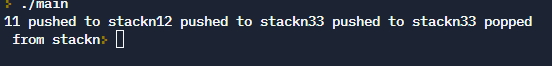 > ./main
11 pushed to stackn12 pushed to stackn33 pushed to stackn33 popped
from stackn>